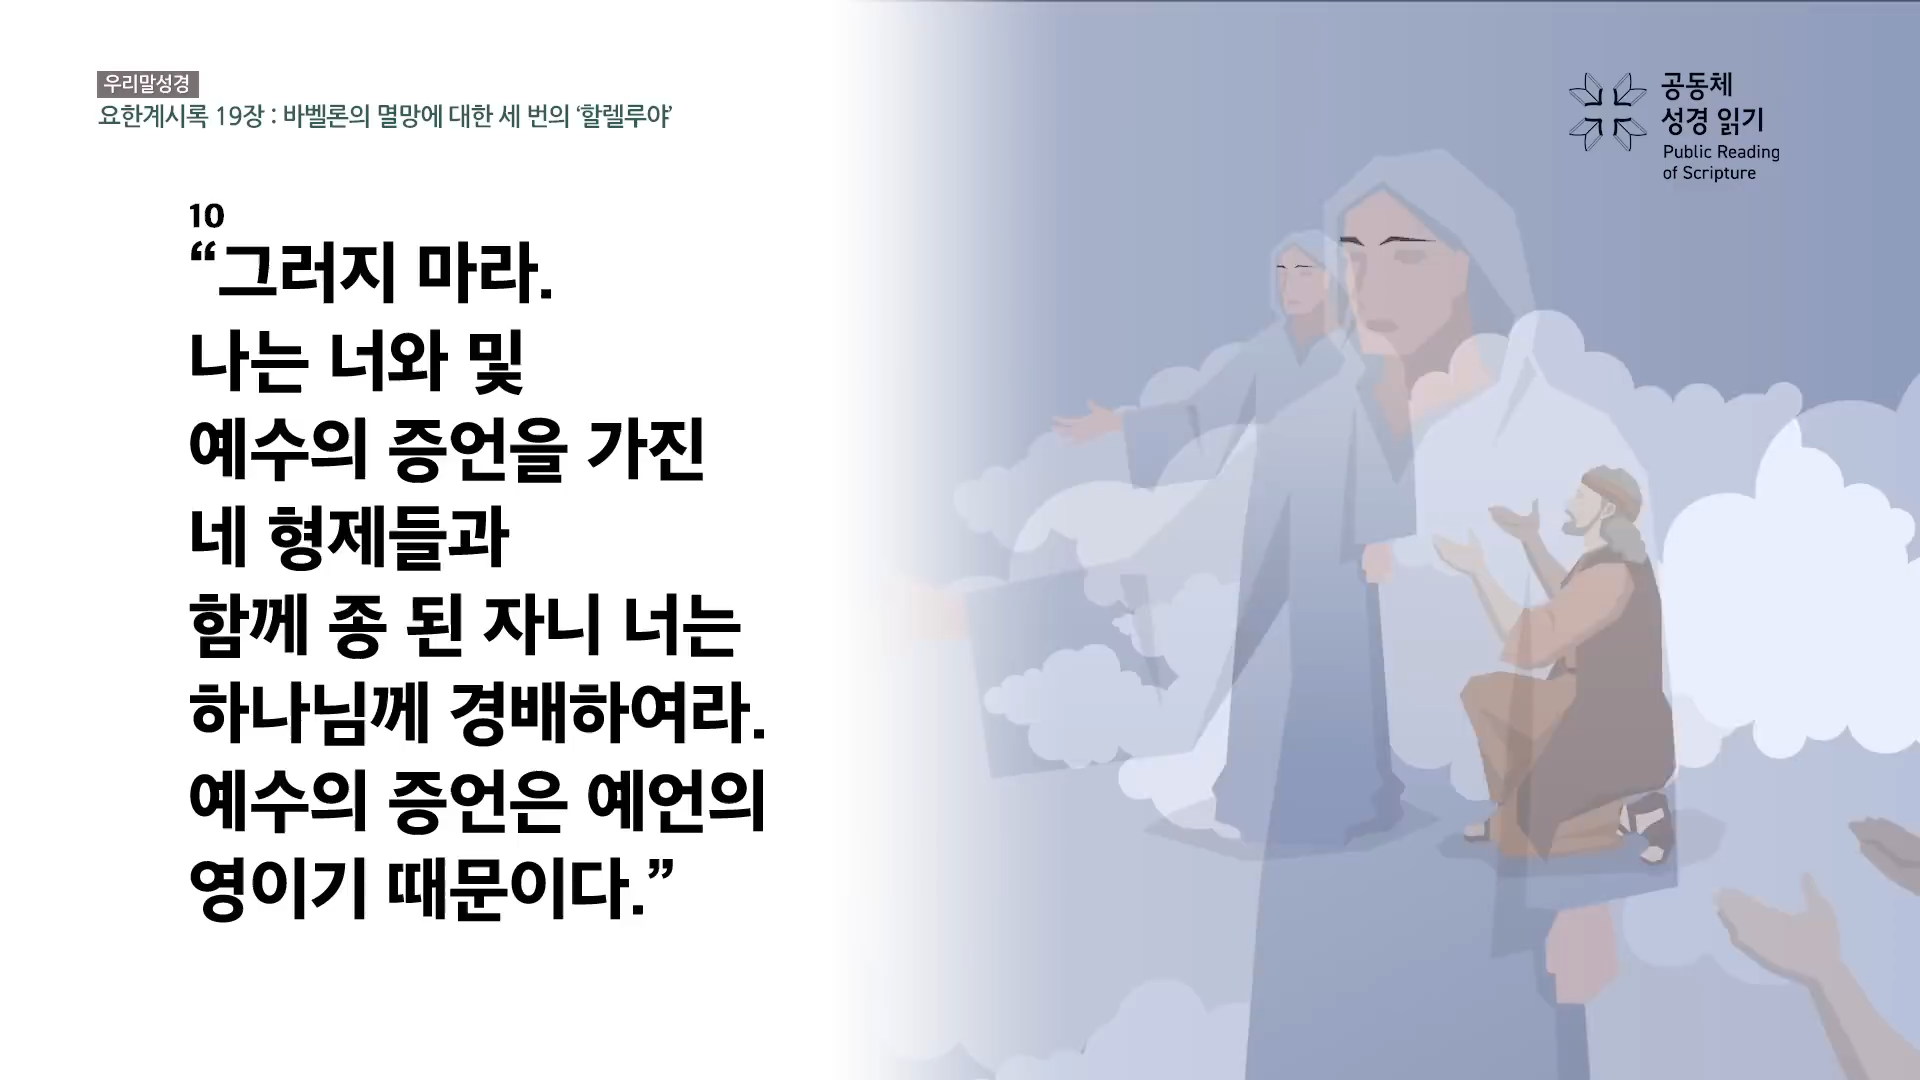 우리말성경
요한계시록 19장 : 바벨론의 멸망에 대한 세 번의 ‘할렐루야’
공동체
성경 읽기
Public Reading
of Scripture
10
“그러지 마라.
나는 너와 및
예수의 증언을 가진
네 형제들과
함께 종 된 자니 너는
하나님께 경배하여라.
예수의 증언은 예언의
영이기 때문이다.”